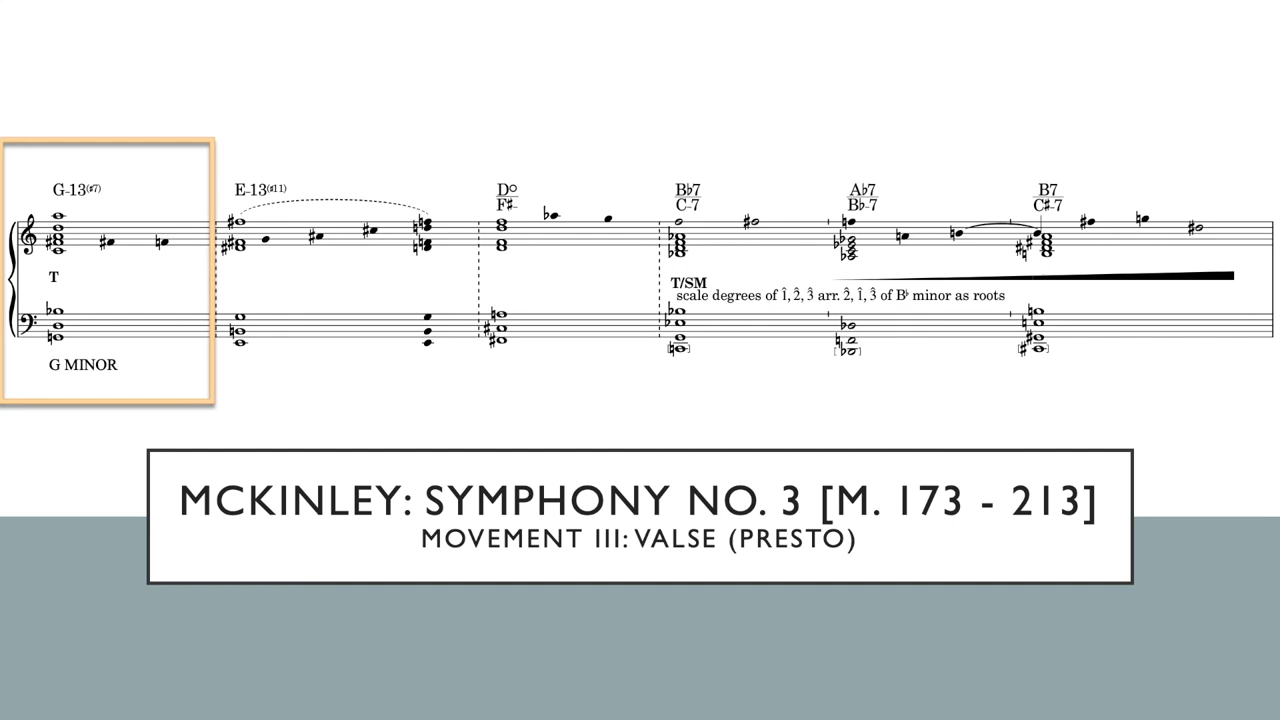 G-13(♯7) E-13(♯11) D○ B♭7 A♭7 B7
F♯- C-7 B♭-7 C♯-7
T
T/SM
scale degrees of 1̂, 2̂, 3̂ arr. 2̂, 1̂, 3̂ of B♭ minor as roots
G MINOR
MCKINLEY: SYMPHONY NO. 3 [M. 173 - 213]
MOVEMENT III: VALSE (PRESTO)